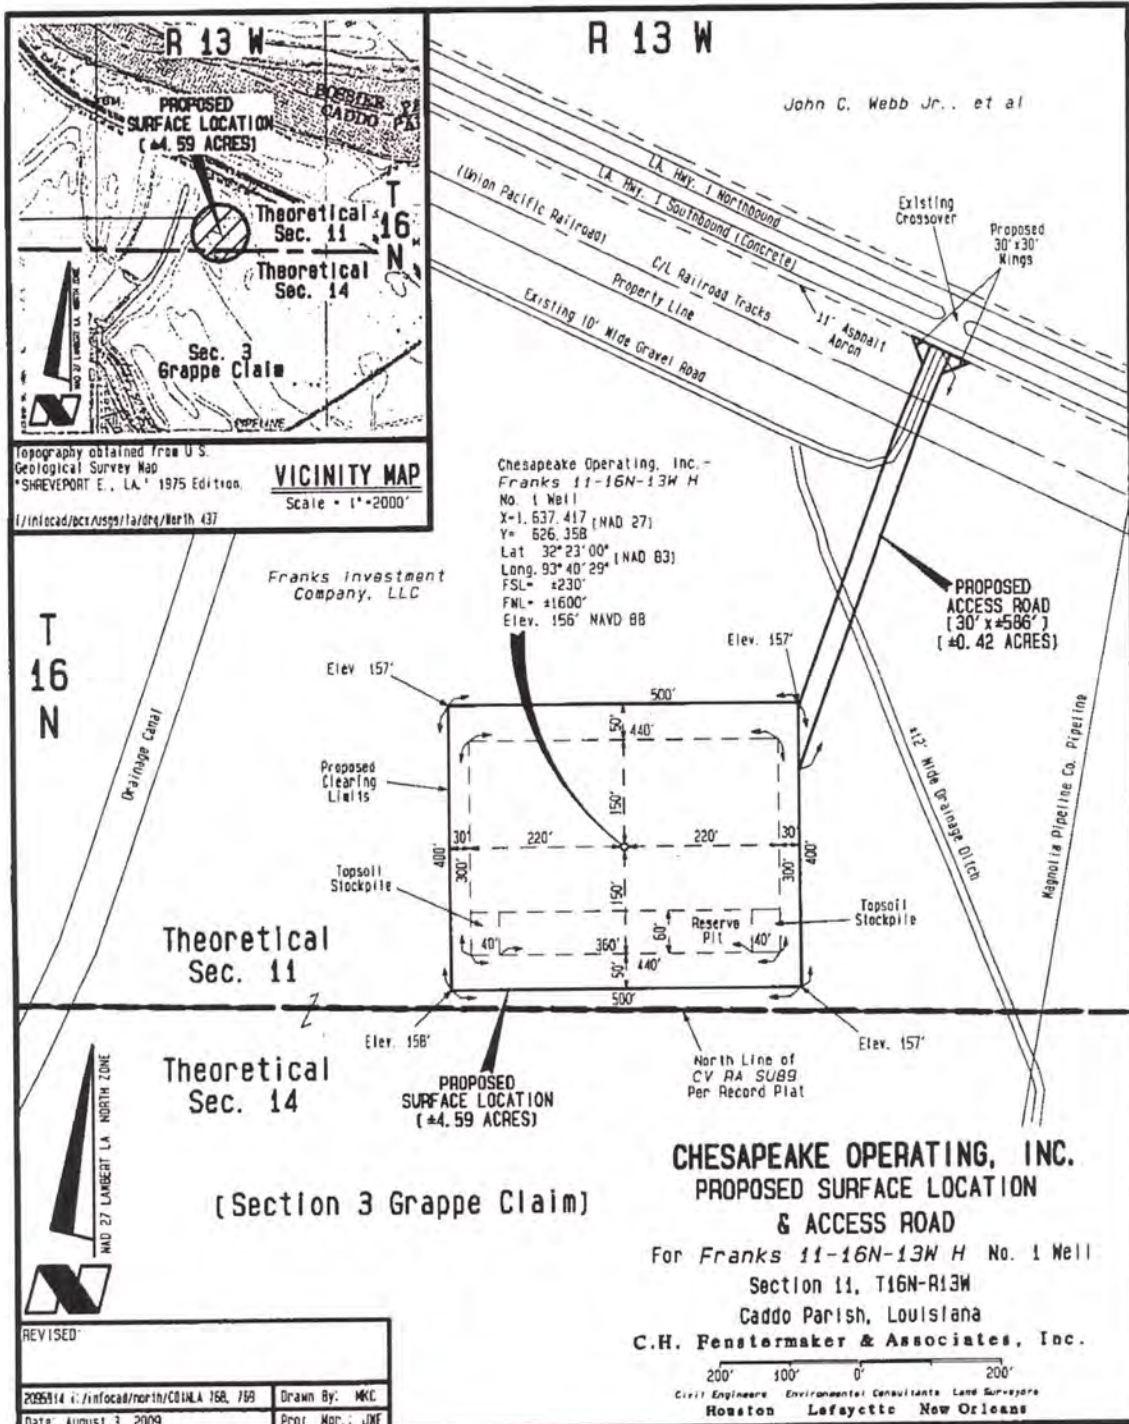 R 13 W
BOSSIER
CADDO
PROPOSED
SURFACE LOCATION
(±4.59 ACRES)
T
16
N
Theoretical
Sec. 11
Theoretical
Sec. 14
Sec. 3
Grappe Claim
PIPELINE
Topography obtained from U S.
Geological Survey Map
"SHREVEPORT E., LA." 1975 Edition.
VICINITY MAP
Scale - 1"=2000'
R 13 W
John C. Webb Jr., et al
LA. Hwy. 1 Northbound
LA. Hwy. 1 Southbound (Concrete)
(Union Pacific Railroad)
C/L Railroad Tracks
Property Line
Existing 10' Wide Gravel Road
11' Asphalt
Apron
Existing
Crossover
Proposed
30'x30'
Wings
Chesapeake Operating, Inc.-
Franks 11-16N-13W H
No. 1 Well
X=1,637,417 [NAD 27]
Y= 626,358
Lat 32°23'00" [NAD 83]
Long. 93°40'29"
FSL= ±230'
FWL= ±1600'
Elev. 156' NAVD 88
Franks Investment
Company, LLC
PROPOSED
ACCESS ROAD
[30'x±586']
(±0.42 ACRES)
T
16
N
Drainage Canal
Elev 157'
Elev. 157'
500'
50'
440'
Proposed
Clearing
Limits
150'
30'
220'
220'
30'
400'
300'
300'
400'
150'
Topsoil
Stockpile
Topsoil
Stockpile
40'
360'
60'
Reserve
Pit
40'
50'
440'
500'
±12' Wide Drainage Ditch
Magnolia Pipeline Co. Pipeline
Theoretical
Sec. 11
Elev. 158'
Elev. 157'
Theoretical
Sec. 14
PROPOSED
SURFACE LOCATION
(±4.59 ACRES)
North Line of
CV RA SU89
Per Record Plat
NAD 27 LAMBERT LA NORTH ZONE
[Section 3 Grappe Claim]
CHESAPEAKE OPERATING, INC.
PROPOSED SURFACE LOCATION
& ACCESS ROAD
For Franks 11-16N-13W H No. 1 Well
Section 11, T16N-R13W
Caddo Parish, Louisiana
C.H. Fenstermaker & Associates, Inc.
200' 100' 0' 200'
Civil Engineers Environmental Consultants Land Surveyors
Houston Lafayette New Orleans
REVISED:
Drawn By: MKC
Date: August 3, 2009
Proj. Mgr.: JMF